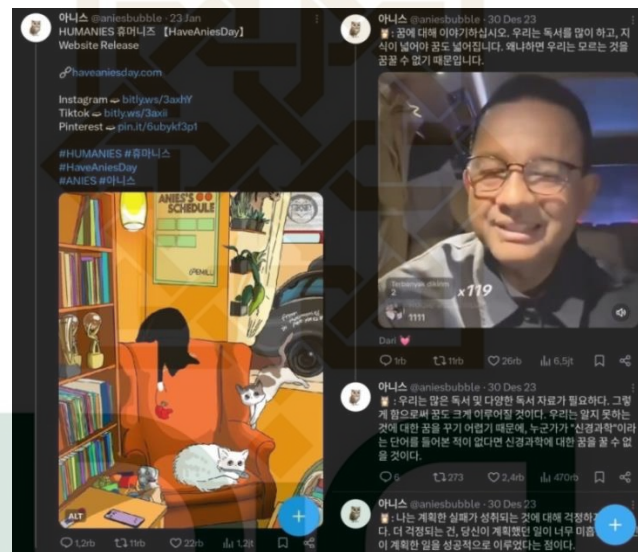 아니스 @aniesbubble · 23 Jan
HUMANIES 휴머니즈 【HaveAniesDay】
Website Release
haveaniesday.com
Instagram bitly.ws/3axhY
Tiktok bitly.ws/3axii
Pinterest pin.it/6ubykf3p1
#HUMANIES #휴마니스
#HaveAniesDay
#ANIES #아니스
ANIES'S
SCHEDULE
ALT
1,2rb
11rb
22rb
1,2jt
아니스 @aniesbubble · 30 Des 23
: 꿈에 대해 이야기하십시오. 우리는 독서를 많이 하고, 지
식이 넓어야 꿈도 넓어집니다. 왜냐하면 우리는 모르는 것을
꿈꿀 수 없기 때문입니다.
Terbanyak dikirim
2
x119
1111
Dari
1rb
11rb
26rb
6,5jt
아니스 @aniesbubble · 30 Des 23
: 우리는 많은 독서 및 다양한 독서 자료가 필요하다. 그렇
게 함으로써 꿈도 크게 이루어질 것이다. 우리는 알지 못하는
것에 대한 꿈을 꾸기 어렵기 때문에, 누군가가 "신경과학"이라
는 단어를 들어본 적이 없다면 신경과학에 대한 꿈을 꿀 수 없
을 것이다.
6
273
2,4rb
470rb
아니스 @aniesbubble · 30 Des 23
: 나는 계획한 실패가 성취되는 것에 대해 걱정하지
다. 더 걱정되는 건, 당신이 계획했던 일이 너무 미흡
이 계획한 일을 성공적으로 이루었다는 점이다.